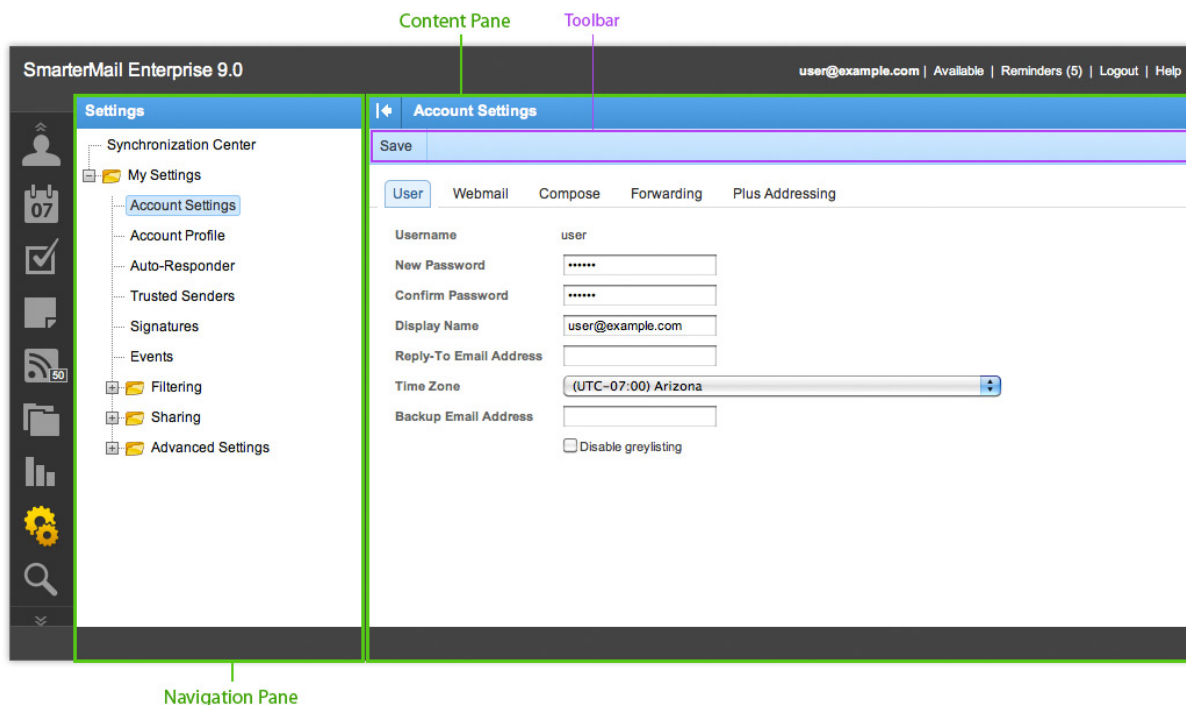 Content Pane
Toolbar
SmarterMail Enterprise 9.0
user@example.com | Available | Reminders (5) | Logout | Help
Settings
Account Settings
07
50
Synchronization Center
My Settings
Account Settings
Account Profile
Auto-Responder
Trusted Senders
Signatures
Events
Filtering
Sharing
Advanced Settings
Save
User Webmail Compose Forwarding Plus Addressing
Username user
New Password ••••••
Confirm Password ••••••
Display Name user@example.com
Reply-To Email Address
Time Zone (UTC-07:00) Arizona
Backup Email Address
Disable greylisting
Navigation Pane